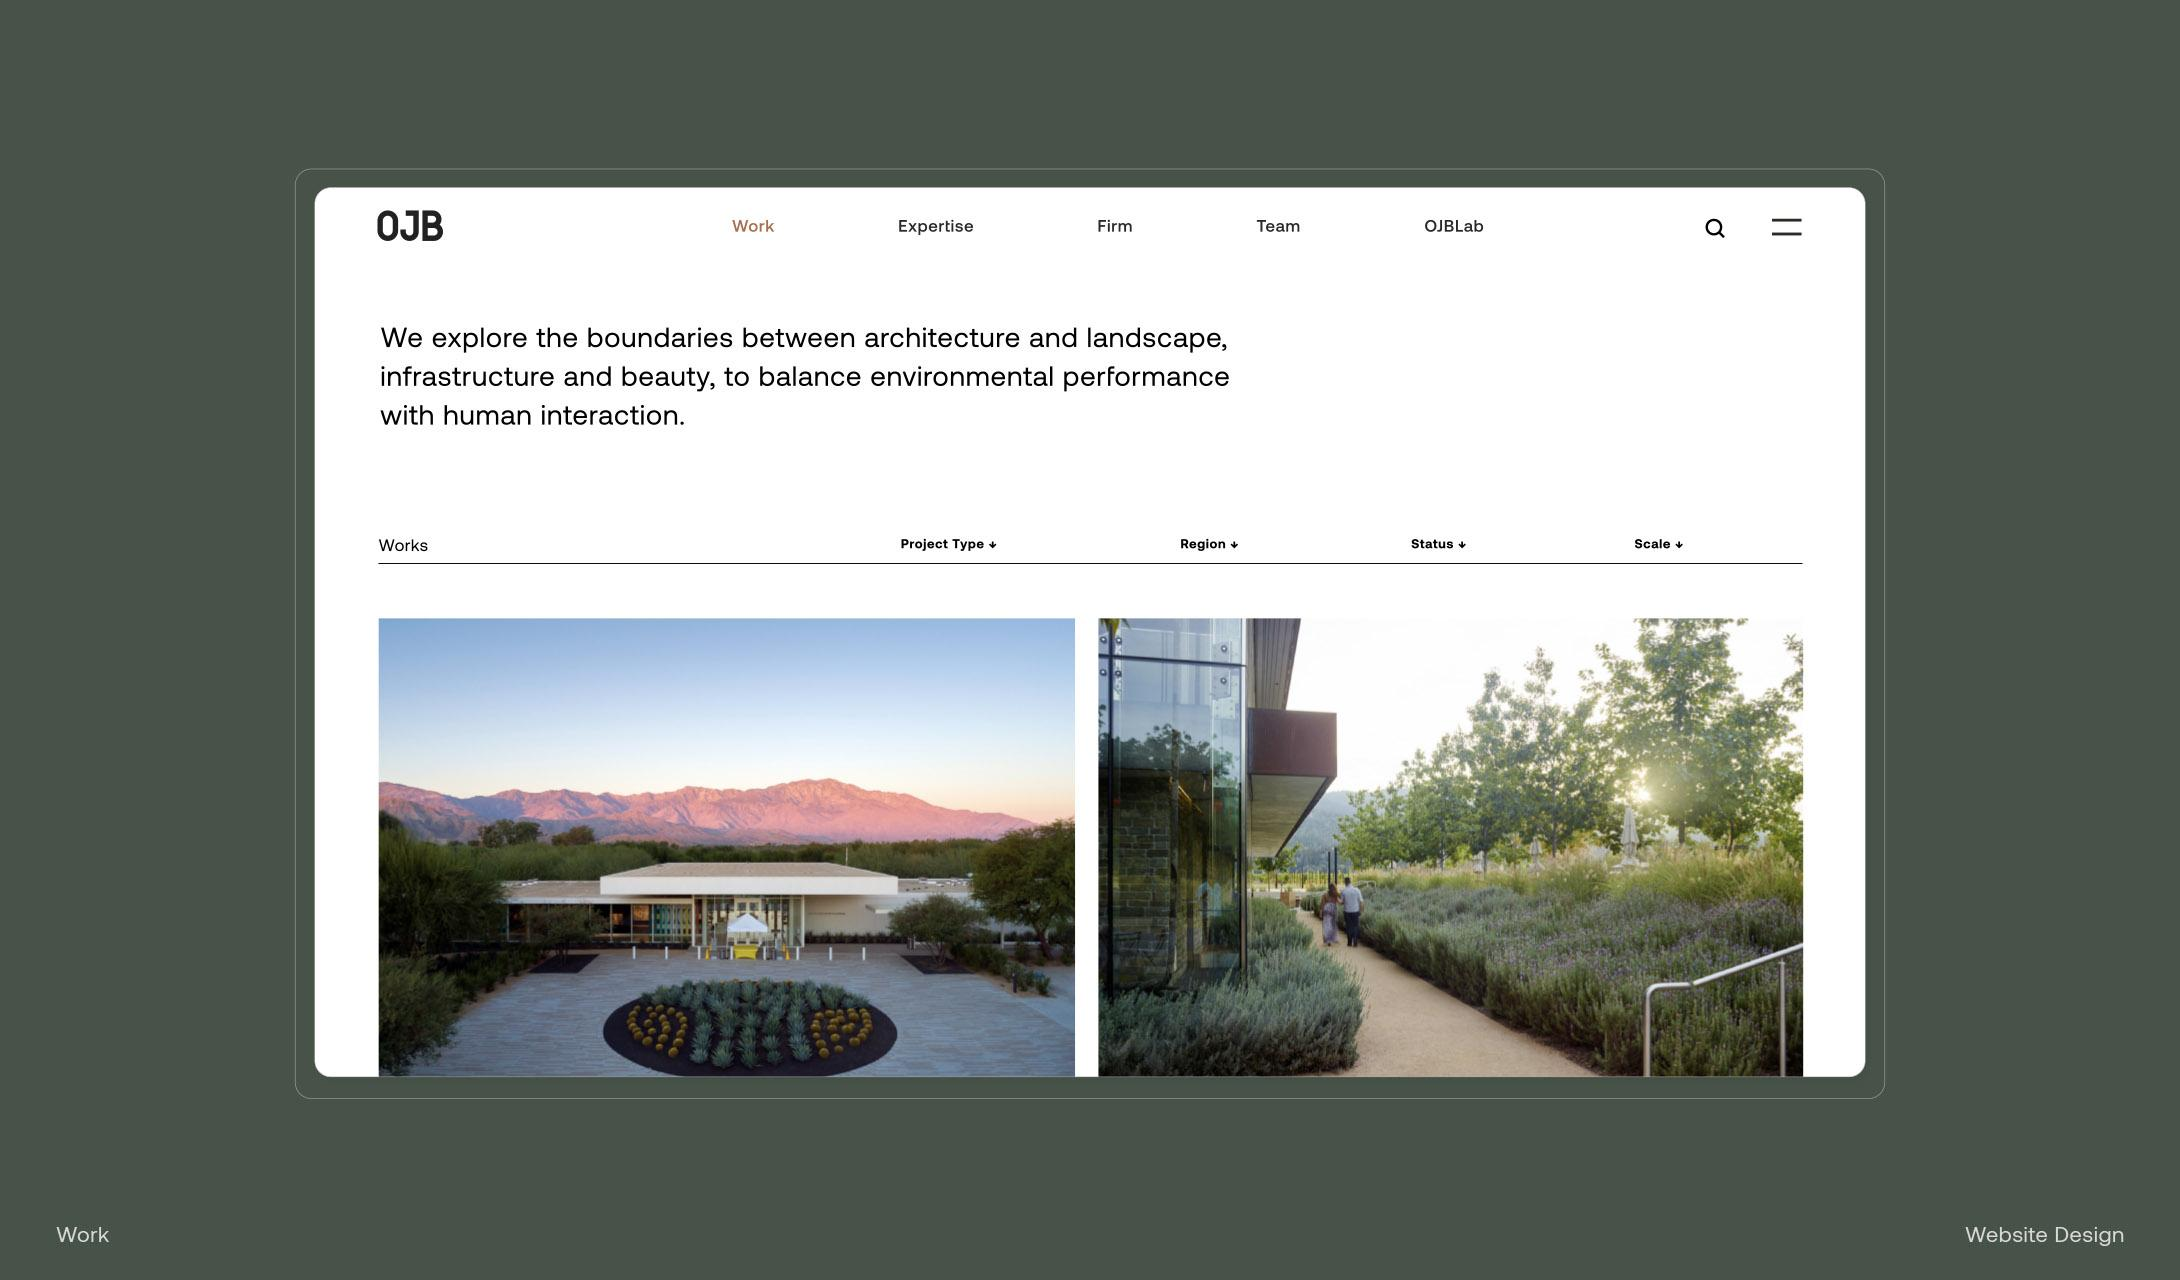 OJB
Work
Expertise
Firm
Team
OJBLab
We explore the boundaries between architecture and landscape,
infrastructure and beauty, to balance environmental performance
with human interaction.
Works
Project Type ↓
Region ↓
Status ↓
Scale ↓
Work
Website Design